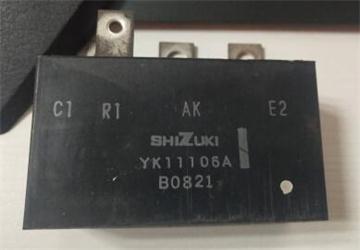 C1 R1 AK E2
SHIZUKI
YK11106A
B0821